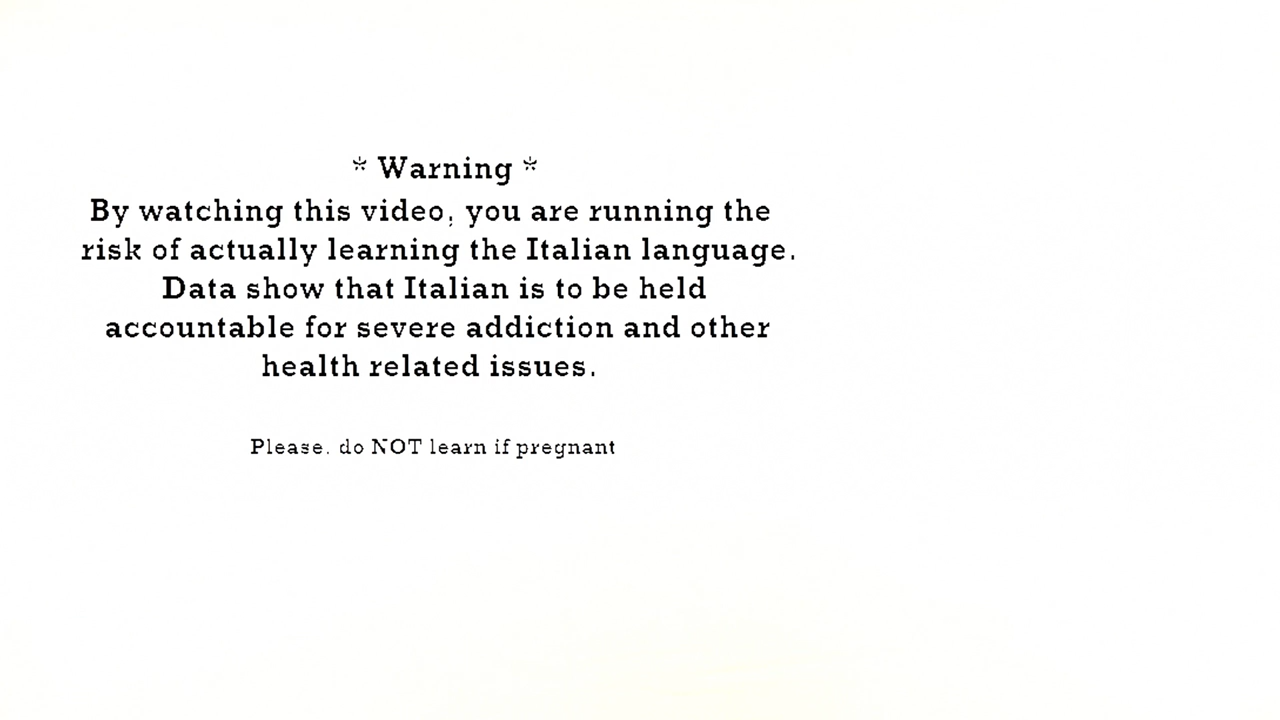 * Warning *
By watching this video, you are running the
risk of actually learning the Italian language.
Data show that Italian is to be held
accountable for severe addiction and other
health related issues.
Please, do NOT learn if pregnant